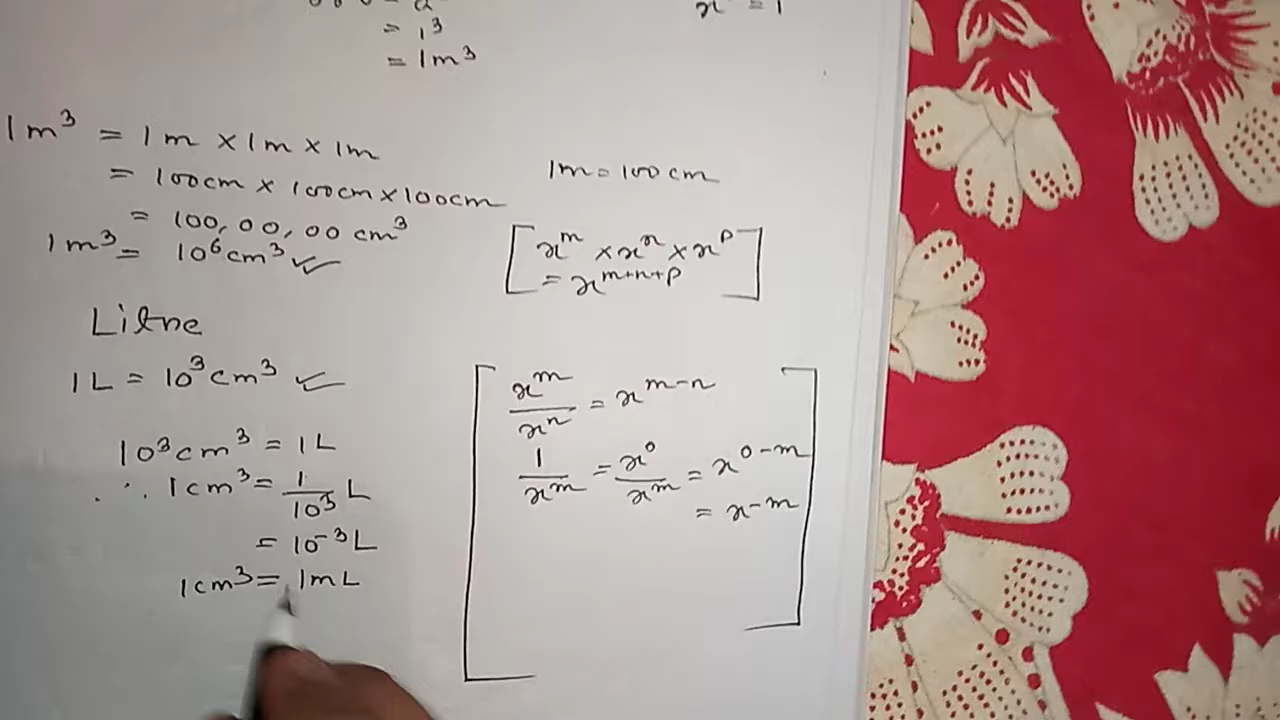 = 1³
= 1m³
x = 1
1m³ = 1m × 1m × 1m
= 100cm × 100cm × 100cm
= 100,00,00 cm³
1m³ = 10⁶cm³ ✓
1m = 100cm
[xᵐ × xⁿ × xᵖ
= xᵐ⁺ⁿ⁺ᵖ]
Litre
1L = 10³cm³ ✓
10³cm³ = 1L
∴ 1cm³ = 1/10³ L
= 10⁻³L
1cm³ = 1mL
[xᵐ/xⁿ = xᵐ⁻ⁿ
1/xᵐ = x⁰/xᵐ = x⁰⁻ᵐ
= x⁻ᵐ]